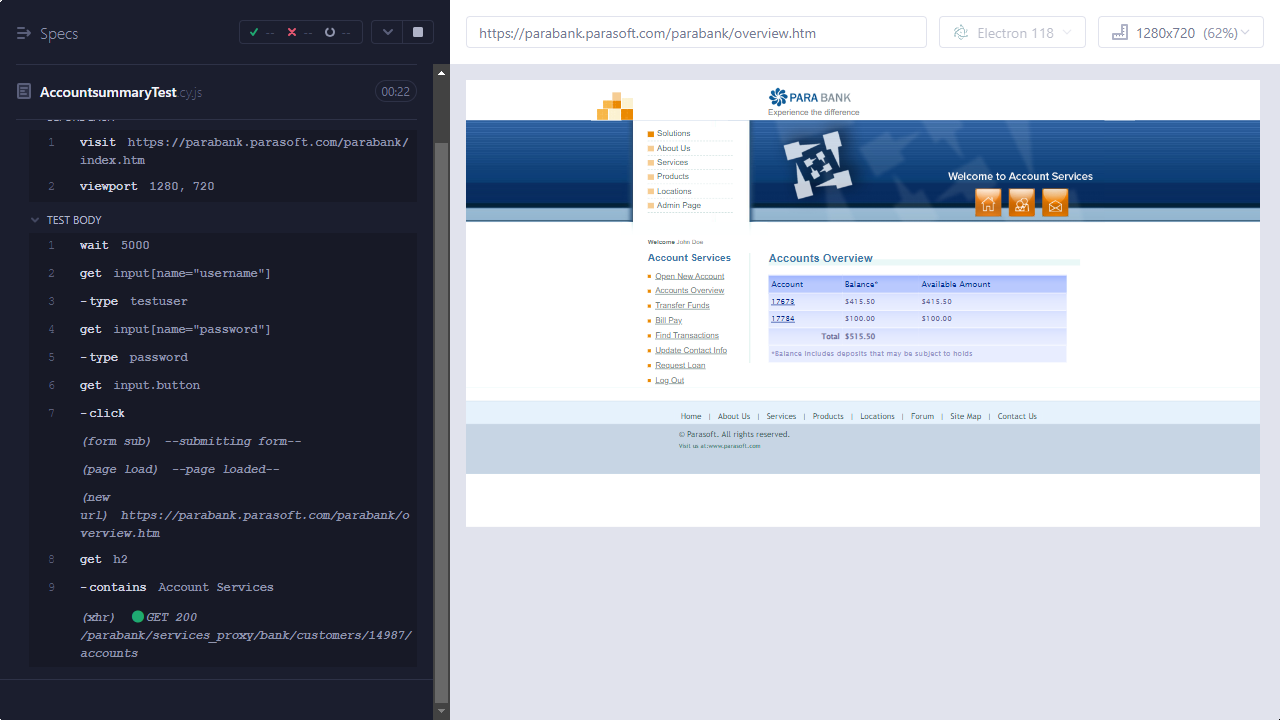 Specs
-- -- --
AccountsummaryTest.cy.js 00:22
1 visit https://parabank.parasoft.com/parabank/
index.htm
2 viewport 1280, 720
TEST BODY
1 wait 5000
2 get input[name="username"]
3 -type testuser
4 get input[name="password"]
5 -type password
6 get input.button
7 -click
(form sub) --submitting form--
(page load) --page loaded--
(new
url) https://parabank.parasoft.com/parabank/o
verview.htm
8 get h2
9 -contains Account Services
(xhr) GET 200
/parabank/services_proxy/bank/customers/14987/
accounts
https://parabank.parasoft.com/parabank/overview.htm
Electron 118
1280x720 (62%)
PARA BANK
Experience the difference
Solutions
About Us
Services
Products
Locations
Admin Page
Welcome to Account Services
Welcome John Doe
Account Services
Open New Account
Accounts Overview
Transfer Funds
Bill Pay
Find Transactions
Update Contact Info
Request Loan
Log Out
Accounts Overview
Account Balance* Available Amount
17673 $415.50 $415.50
17784 $100.00 $100.00
Total $515.50
*Balance includes deposits that may be subject to holds
Home | About Us | Services | Products | Locations | Forum | Site Map | Contact Us
© Parasoft. All rights reserved.
Visit us at:www.parasoft.com